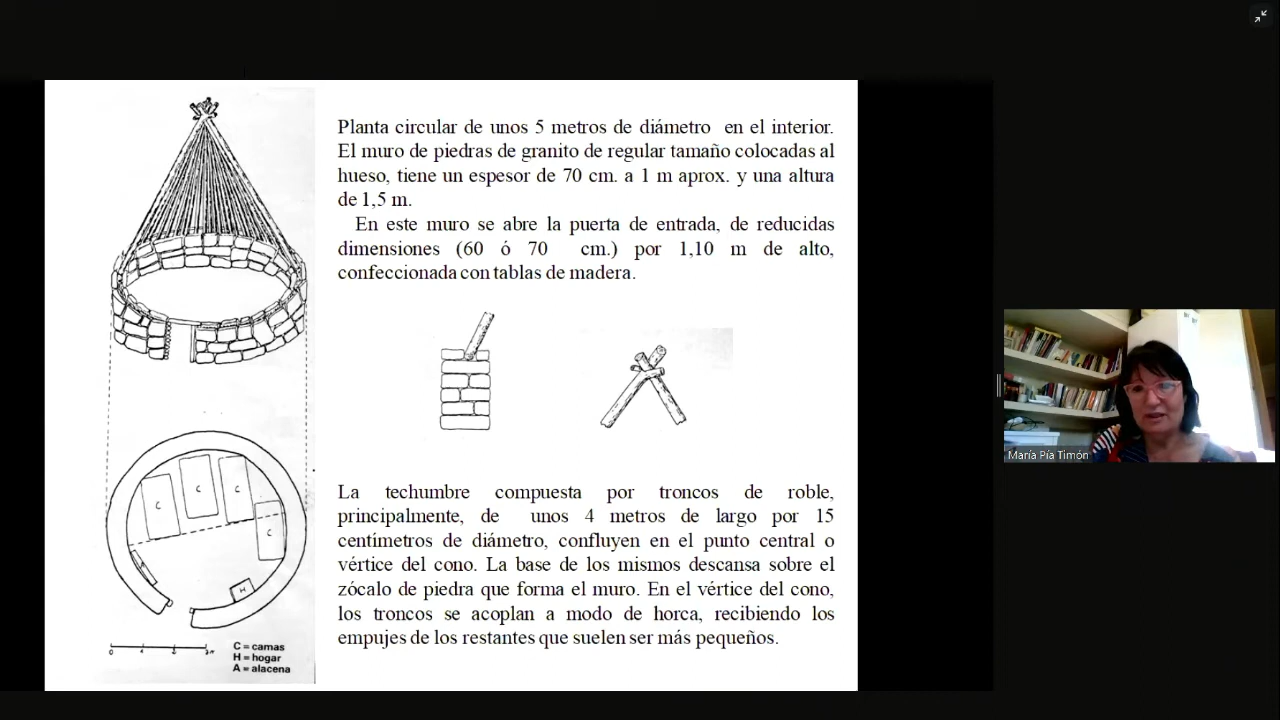 Planta circular de unos 5 metros de diámetro en el interior.
El muro de piedras de granito de regular tamaño colocadas al
hueso, tiene un espesor de 70 cm. a 1 m aprox. y una altura
de 1,5 m.
En este muro se abre la puerta de entrada, de reducidas
dimensiones (60 ó 70 cm.) por 1,10 m de alto,
confeccionada con tablas de madera.
La techumbre compuesta por troncos de roble,
principalmente, de unos 4 metros de largo por 15
centímetros de diámetro, confluyen en el punto central o
vértice del cono. La base de los mismos descansa sobre el
zócalo de piedra que forma el muro. En el vértice del cono,
los troncos se acoplan a modo de horca, recibiendo los
empujes de los restantes que suelen ser más pequeños.
C
C
C
C
A
H
0
C = camas
H = hogar
A = alacena
María Pía Timón